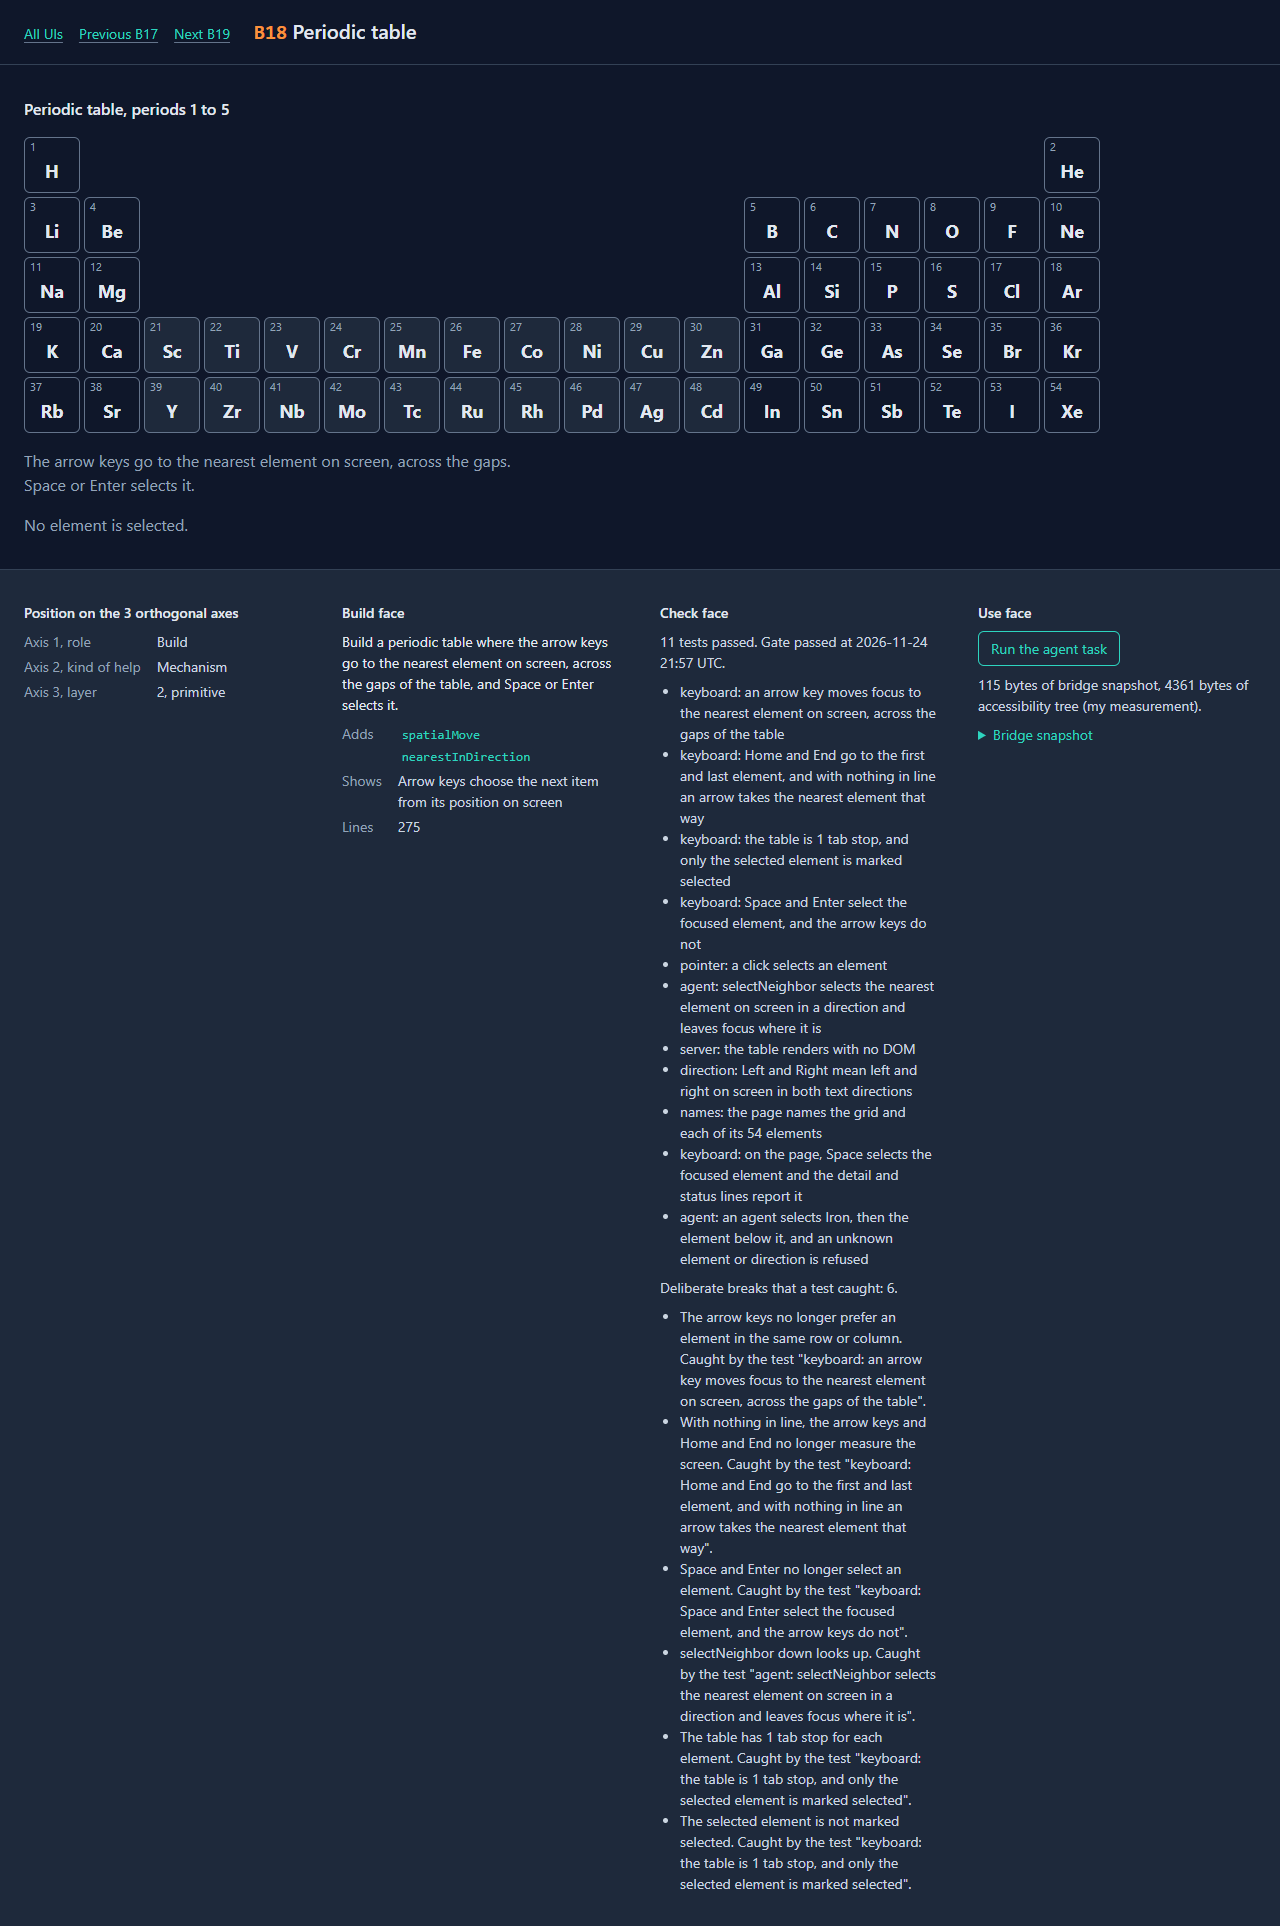 All UIs Previous B17 Next B19 B18 Periodic table
Periodic table, periods 1 to 5
1 H 2 He
3 Li 4 Be 5 B 6 C 7 N 8 O 9 F 10 Ne
11 Na 12 Mg 13 Al 14 Si 15 P 16 S 17 Cl 18 Ar
19 K 20 Ca 21 Sc 22 Ti 23 V 24 Cr 25 Mn 26 Fe 27 Co 28 Ni 29 Cu 30 Zn 31 Ga 32 Ge 33 As 34 Se 35 Br 36 Kr
37 Rb 38 Sr 39 Y 40 Zr 41 Nb 42 Mo 43 Tc 44 Ru 45 Rh 46 Pd 47 Ag 48 Cd 49 In 50 Sn 51 Sb 52 Te 53 I 54 Xe
The arrow keys go to the nearest element on screen, across the gaps.
Space or Enter selects it.
No element is selected.
Position on the 3 orthogonal axes
Axis 1, role Build
Axis 2, kind of help Mechanism
Axis 3, layer 2, primitive
Build face
Build a periodic table where the arrow keys
go to the nearest element on screen, across
the gaps of the table, and Space or Enter
selects it.
Adds spatialMove
nearestInDirection
Shows Arrow keys choose the next item
from its position on screen
Lines 275
Check face
11 tests passed. Gate passed at 2026-11-24
21:57 UTC.
• keyboard: an arrow key moves focus to
the nearest element on screen, across the
gaps of the table
• keyboard: Home and End go to the first
and last element, and with nothing in line
an arrow takes the nearest element that
way
• keyboard: the table is 1 tab stop, and
only the selected element is marked
selected
• keyboard: Space and Enter select the
focused element, and the arrow keys do
not
• pointer: a click selects an element
• agent: selectNeighbor selects the nearest
element on screen in a direction and
leaves focus where it is
• server: the table renders with no DOM
• direction: Left and Right mean left and
right on screen in both text directions
• names: the page names the grid and
each of its 54 elements
• keyboard: on the page, Space selects the
focused element and the detail and
status lines report it
• agent: an agent selects Iron, then the
element below it, and an unknown
element or direction is refused
Deliberate breaks that a test caught: 6.
• The arrow keys no longer prefer an
element in the same row or column.
Caught by the test "keyboard: an arrow
key moves focus to the nearest element
on screen, across the gaps of the table".
• With nothing in line, the arrow keys and
Home and End no longer measure the
screen. Caught by the test "keyboard:
Home and End go to the first and last
element, and with nothing in line an
arrow takes the nearest element that
way".
• Space and Enter no longer select an
element. Caught by the test "keyboard:
Space and Enter select the focused
element, and the arrow keys do not".
• selectNeighbor down looks up. Caught
by the test "agent: selectNeighbor selects
the nearest element on screen in a
direction and leaves focus where it is".
• The table has 1 tab stop for each
element. Caught by the test "keyboard:
the table is 1 tab stop, and only the
selected element is marked selected".
• The selected element is not marked
selected. Caught by the test "keyboard:
the table is 1 tab stop, and only the
selected element is marked selected".
Use face
Run the agent task
115 bytes of bridge snapshot, 4361 bytes of
accessibility tree (my measurement).
▶ Bridge snapshot